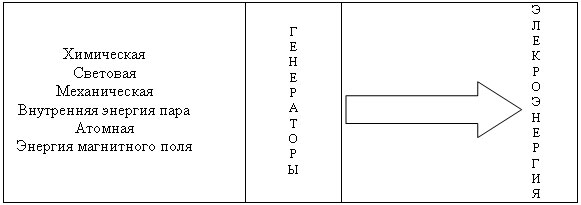 Химическая
Световая
Механическая
Внутренняя энергия пара
Атомная
Энергия магнитного поля
ГЕНЕРАТОРЫ
ЭЛЕКРОЭНЕРГИЯ